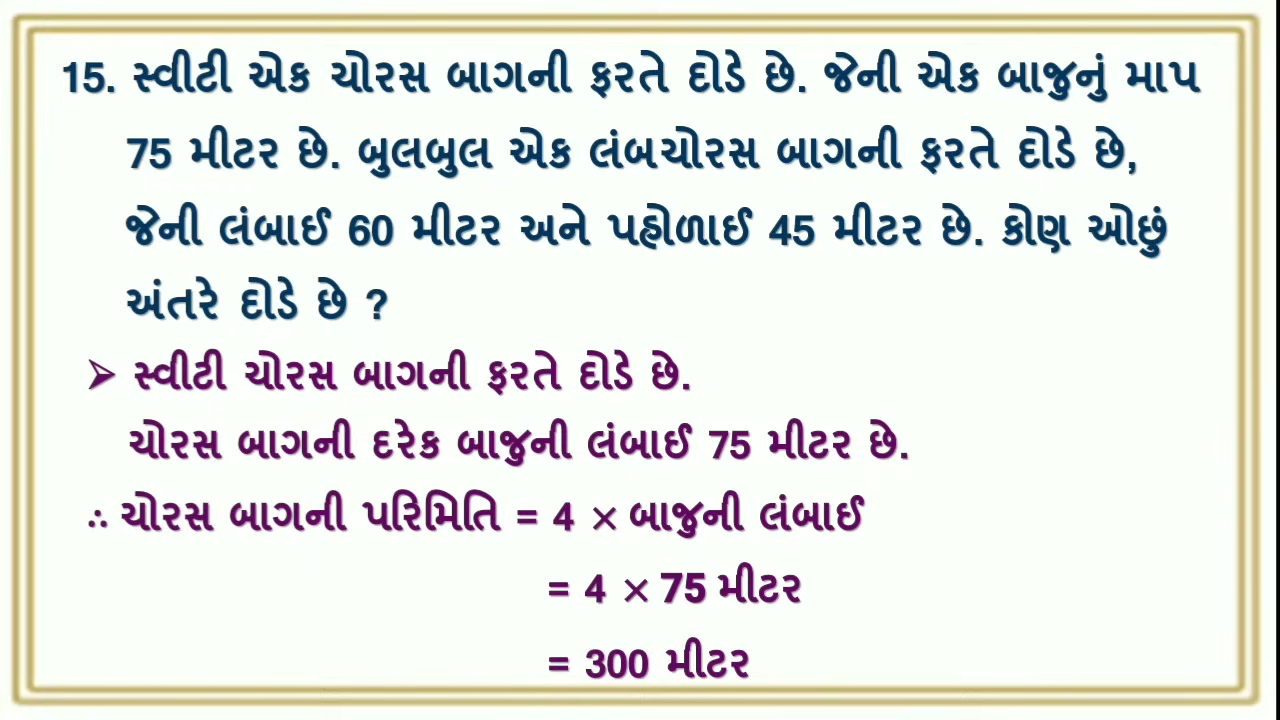 15. સ્વીટી એક ચોરસ બાગની ફરતે દોડે છે. જેની એક બાજુનું માપ
75 મીટર છે. બુલબુલ એક લંબચોરસ બાગની ફરતે દોડે છે,
જેની લંબાઈ 60 મીટર અને પહોળાઈ 45 મીટર છે. કોણ ઓછું
અંતરે દોડે છે ?
➢ સ્વીટી ચોરસ બાગની ફરતે દોડે છે.
ચોરસ બાગની દરેક બાજુની લંબાઈ 75 મીટર છે.
∴ ચોરસ બાગની પરિમિતિ = 4 × બાજુની લંબાઈ
= 4 × 75 મીટર
= 300 મીટર